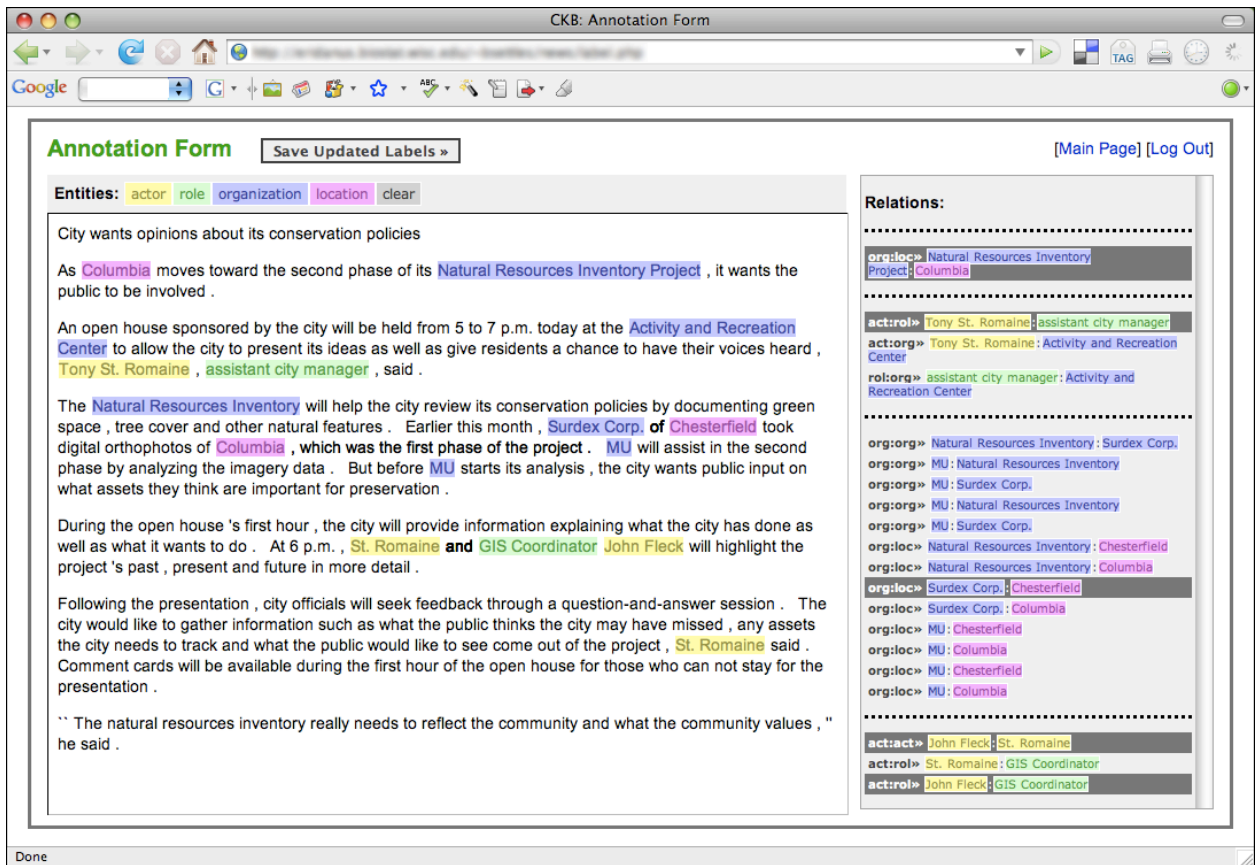 CKB: Annotation Form
TAG
Google
G
ABC
Annotation Form
Save Updated Labels »
[Main Page] [Log Out]
Entities: actor role organization location clear
City wants opinions about its conservation policies
As Columbia moves toward the second phase of its Natural Resources Inventory Project , it wants the
public to be involved .
An open house sponsored by the city will be held from 5 to 7 p.m. today at the Activity and Recreation
Center to allow the city to present its ideas as well as give residents a chance to have their voices heard ,
Tony St. Romaine , assistant city manager , said .
The Natural Resources Inventory will help the city review its conservation policies by documenting green
space , tree cover and other natural features . Earlier this month , Surdex Corp. of Chesterfield took
digital orthophotos of Columbia , which was the first phase of the project . MU will assist in the second
phase by analyzing the imagery data . But before MU starts its analysis , the city wants public input on
what assets they think are important for preservation .
During the open house 's first hour , the city will provide information explaining what the city has done as
well as what it wants to do . At 6 p.m. , St. Romaine and GIS Coordinator John Fleck will highlight the
project 's past , present and future in more detail .
Following the presentation , city officials will seek feedback through a question-and-answer session . The
city would like to gather information such as what the public thinks the city may have missed , any assets
the city needs to track and what the public would like to see come out of the project , St. Romaine said .
Comment cards will be available during the first hour of the open house for those who can not stay for the
presentation .
`` The natural resources inventory really needs to reflect the community and what the community values , ''
he said .
Relations:
org:loc» Natural Resources Inventory
Project:Columbia
act:rol» Tony St. Romaine:assistant city manager
act:org» Tony St. Romaine:Activity and Recreation
Center
rol:org» assistant city manager:Activity and
Recreation Center
org:org» Natural Resources Inventory:Surdex Corp.
org:org» MU:Natural Resources Inventory
org:org» MU:Surdex Corp.
org:org» MU:Natural Resources Inventory
org:org» MU:Surdex Corp.
org:loc» Natural Resources Inventory:Chesterfield
org:loc» Natural Resources Inventory:Columbia
org:loc» Surdex Corp.:Chesterfield
org:loc» Surdex Corp.:Columbia
org:loc» MU:Chesterfield
org:loc» MU:Columbia
org:loc» MU:Chesterfield
org:loc» MU:Columbia
act:act» John Fleck:St. Romaine
act:rol» St. Romaine:GIS Coordinator
act:rol» John Fleck:GIS Coordinator
Done